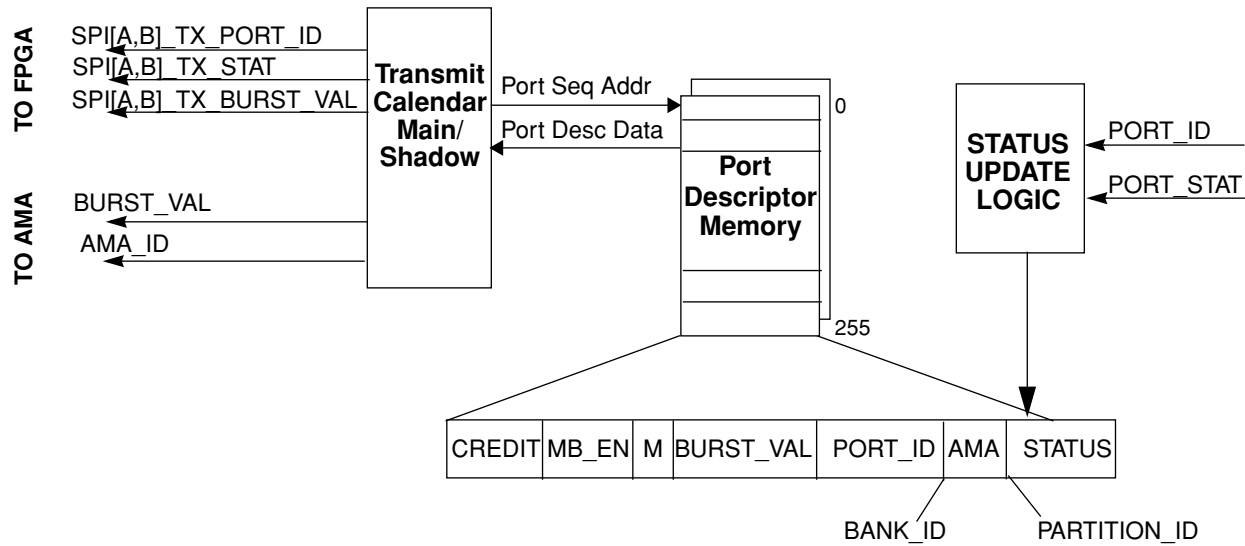 TO FPGA
SPI[A,B]_TX_PORT_ID
SPI[A,B]_TX_STAT
SPI[A,B]_TX_BURST_VAL
TO AMA
BURST_VAL
AMA_ID
Transmit
Calendar
Main/
Shadow
Port Seq Addr
Port Desc Data
0
Port
Descriptor
Memory
255
STATUS
UPDATE
LOGIC
PORT_ID
PORT_STAT
CREDIT MB_EN M BURST_VAL PORT_ID AMA STATUS
BANK_ID PARTITION_ID